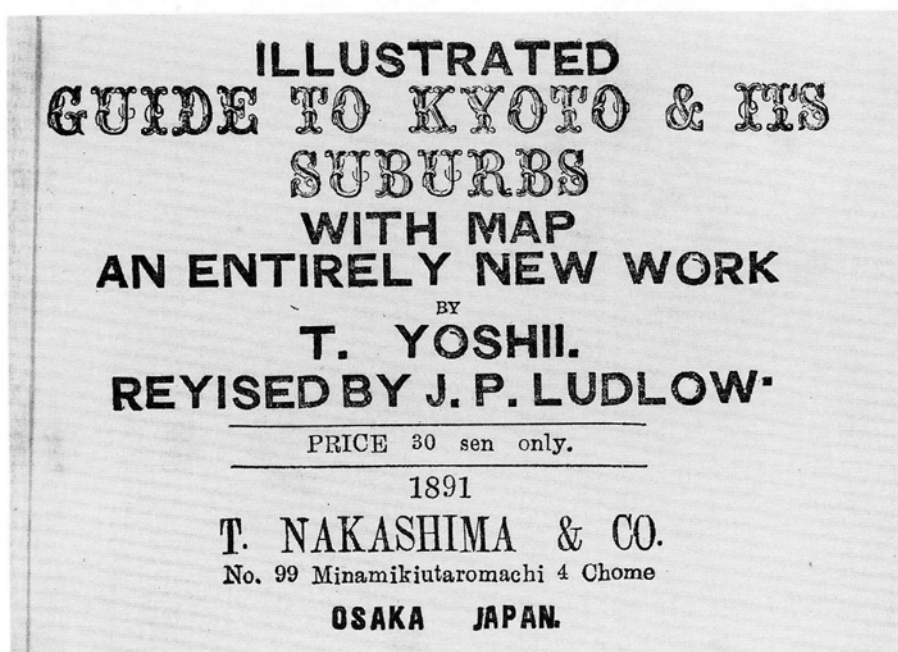 ILLUSTRATED
GUIDE TO KYOTO & ITS
SUBURBS
WITH MAP
AN ENTIRELY NEW WORK
BY
T. YOSHII.
REYISED BY J. P. LUDLOW.
PRICE 30 sen only.
1891
T. NAKASHIMA & CO.
No. 99 Minamikiutaromachi 4 Chome
OSAKA JAPAN.